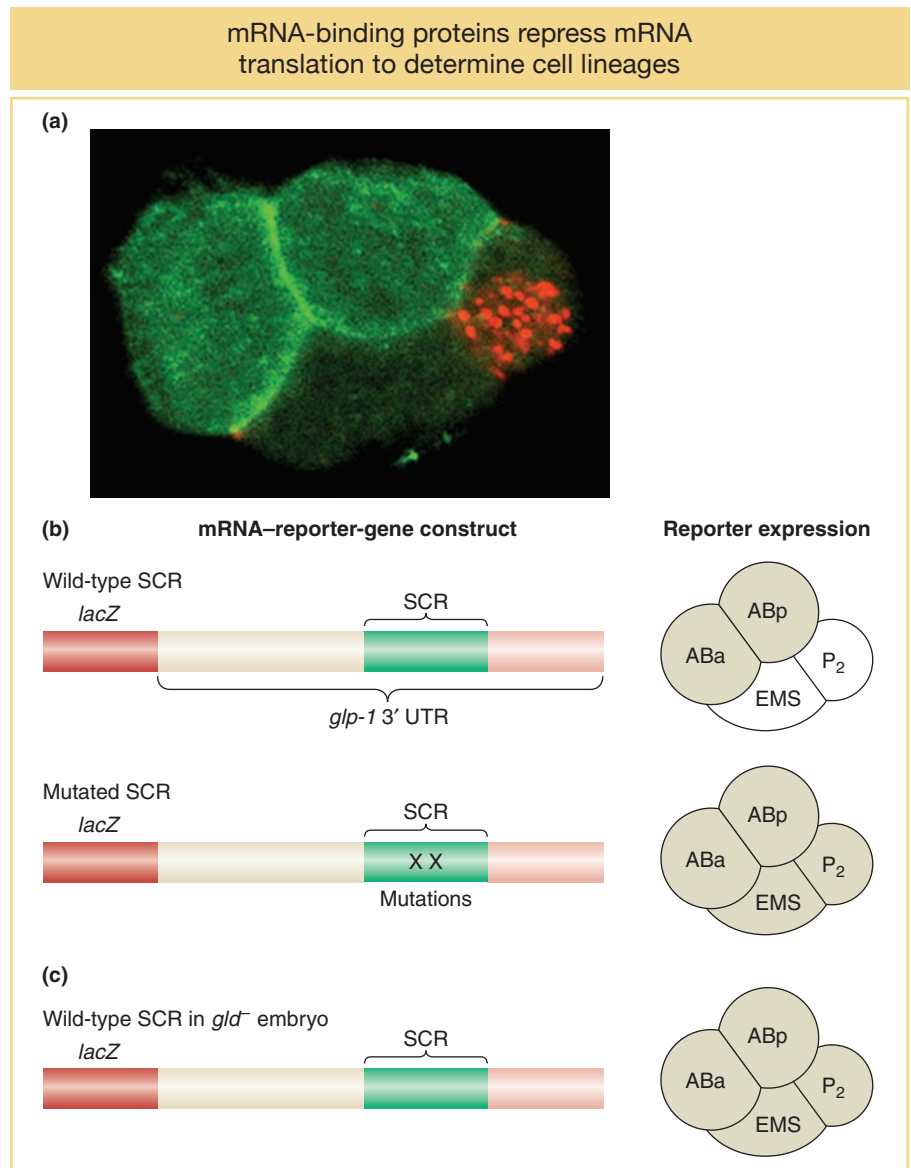 mRNA-binding proteins repress mRNA
translation to determine cell lineages
(a)
(b) mRNA–reporter-gene construct Reporter expression
Wild-type SCR
lacZ
SCR
glp-1 3′ UTR
ABp
ABa
P2
EMS
Mutated SCR
lacZ
SCR
X X
Mutations
ABp
ABa
P2
EMS
(c)
Wild-type SCR in gld– embryo
lacZ
SCR
ABp
ABa
P2
EMS